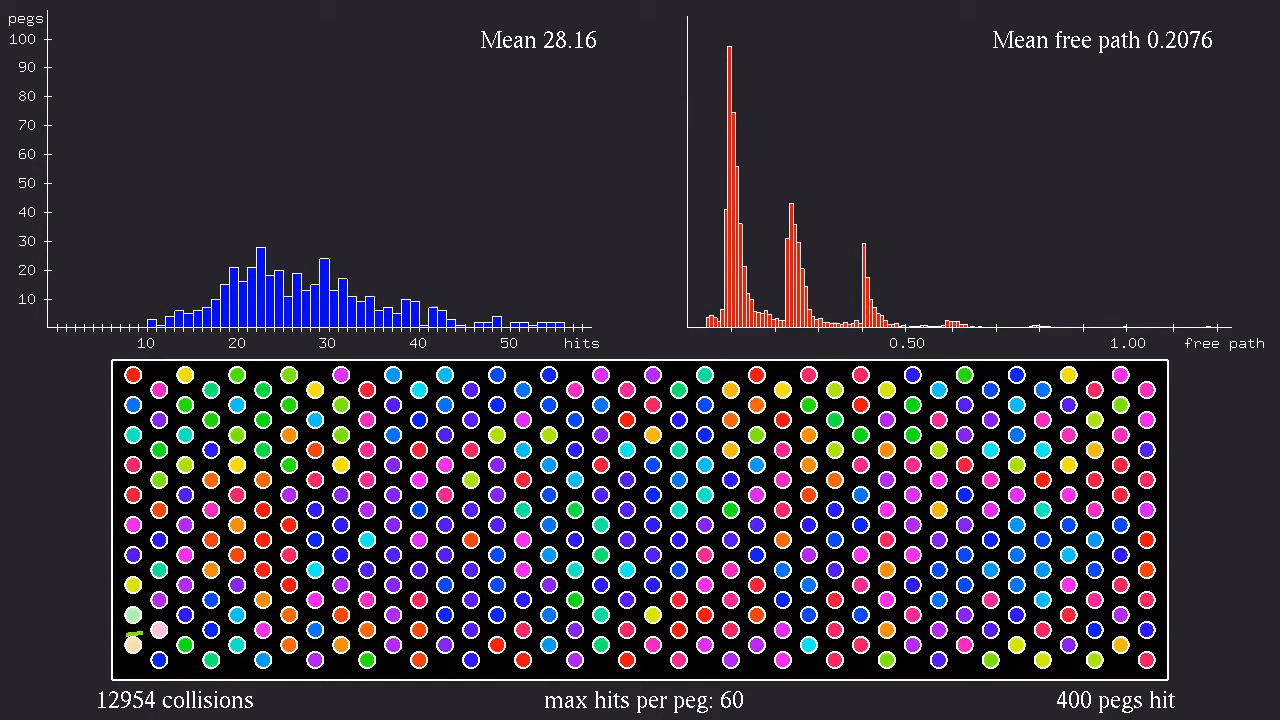 pegs
Mean 28.16
Mean free path 0.2076
100
90
80
70
60
50
40
30
20
10
10 20 30 40 50 hits
0.50 1.00 free path
12954 collisions
max hits per peg: 60
400 pegs hit